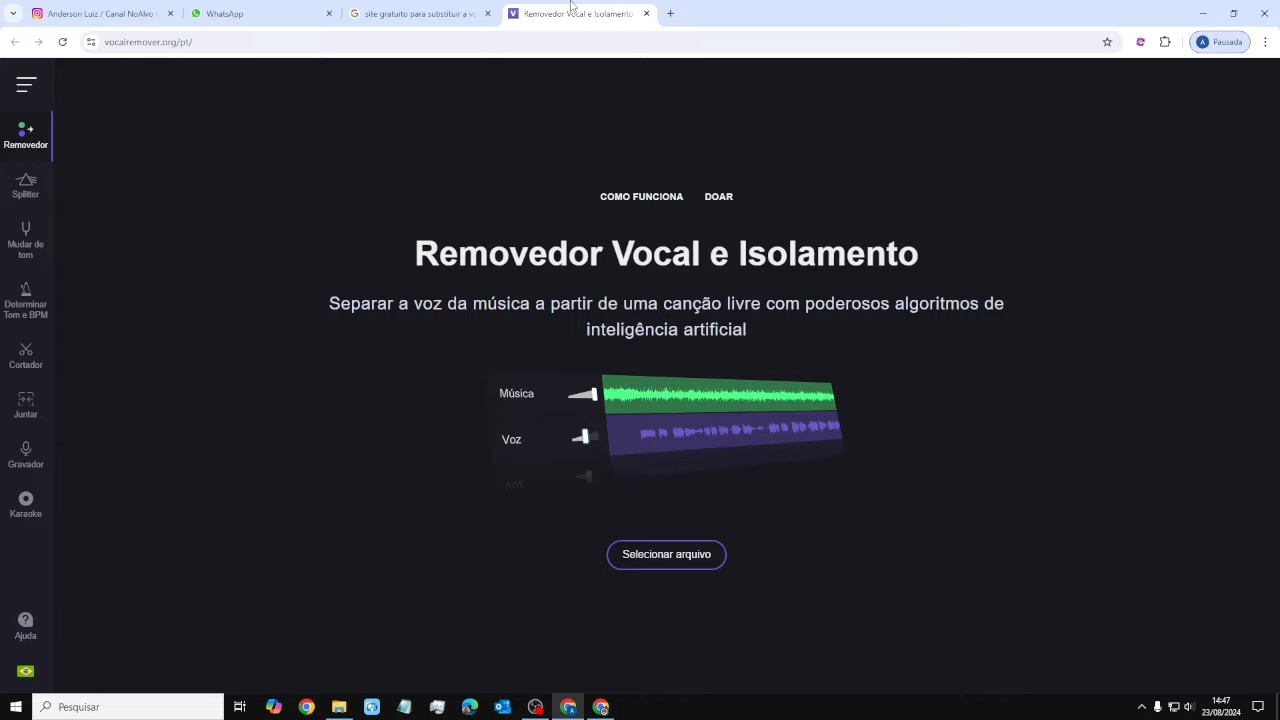 Anderson Luiz / Canal NoAlvo
WhatsApp
site gratuito para substituir a v
Removedor Vocal e Isolamento
vocalremover.org/pt/
A
Pausada
Removedor
Splitter
Mudar de
tom
Determinar
Tom e BPM
Cortador
Juntar
Gravador
Karaoke
Ajuda
COMO FUNCIONA
DOAR
Removedor Vocal e Isolamento
Separar a voz da música a partir de uma canção livre com poderosos algoritmos de
inteligência artificial
Música
Voz
Selecionar arquivo
Pesquisar
14:47
23/08/2024